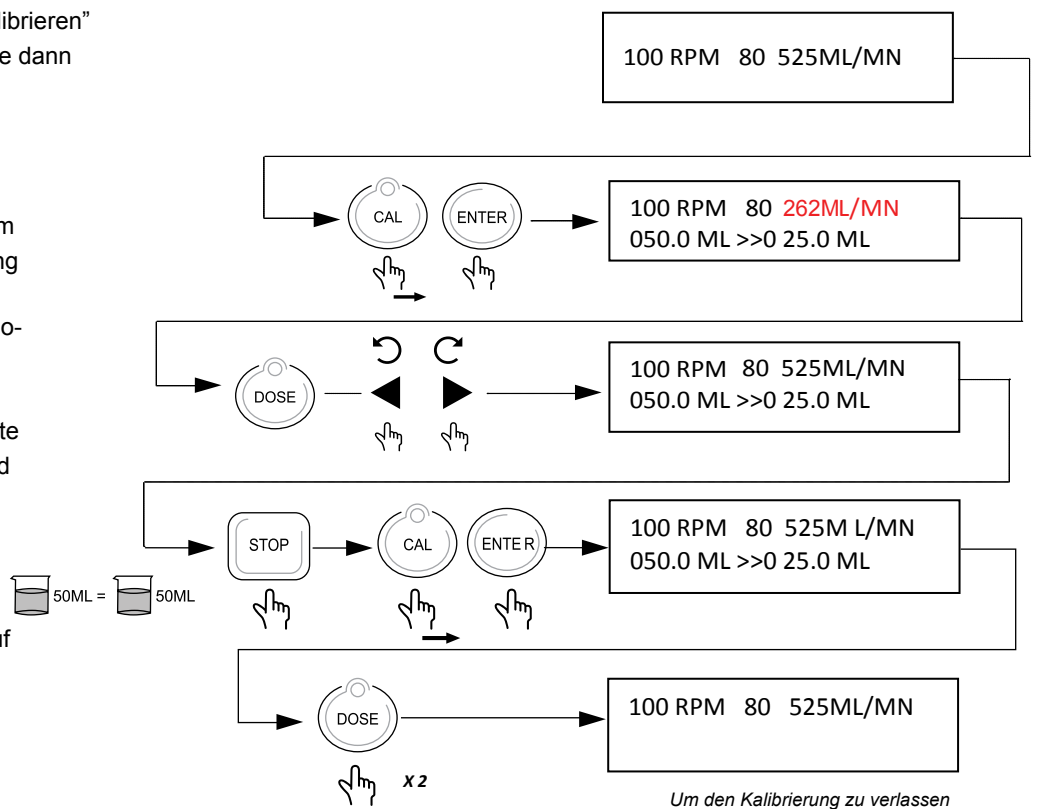 librieren”
e dann
100 RPM 80 525ML/MN
CAL
ENTER
100 RPM 80 262ML/MN
050.0 ML >>0 25.0 ML
m
ng
o-
DOSE
100 RPM 80 525ML/MN
050.0 ML >>0 25.0 ML
te
d
STOP
CAL
ENTE R
100 RPM 80 525M L/MN
050.0 ML >>0 25.0 ML
50ML = 50ML
uf
DOSE
X 2
100 RPM 80 525ML/MN
Um den Kalibrierung zu verlassen